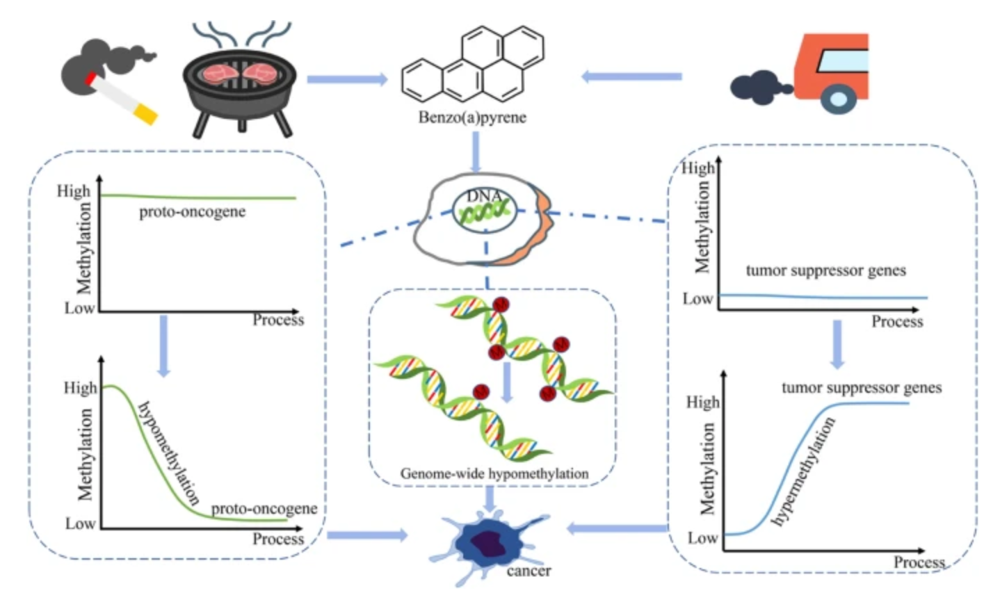 Benzo(a)pyrene
DNA
High
Methylation
proto-oncogene
Low
Process
High
Methylation
hypomethylation
proto-oncogene
Low
Process
Genome-wide hypomethylation
cancer
High
Methylation
tumor suppressor genes
Low
Process
tumor suppressor genes
High
Methylation
hypermethylation
Low
Process